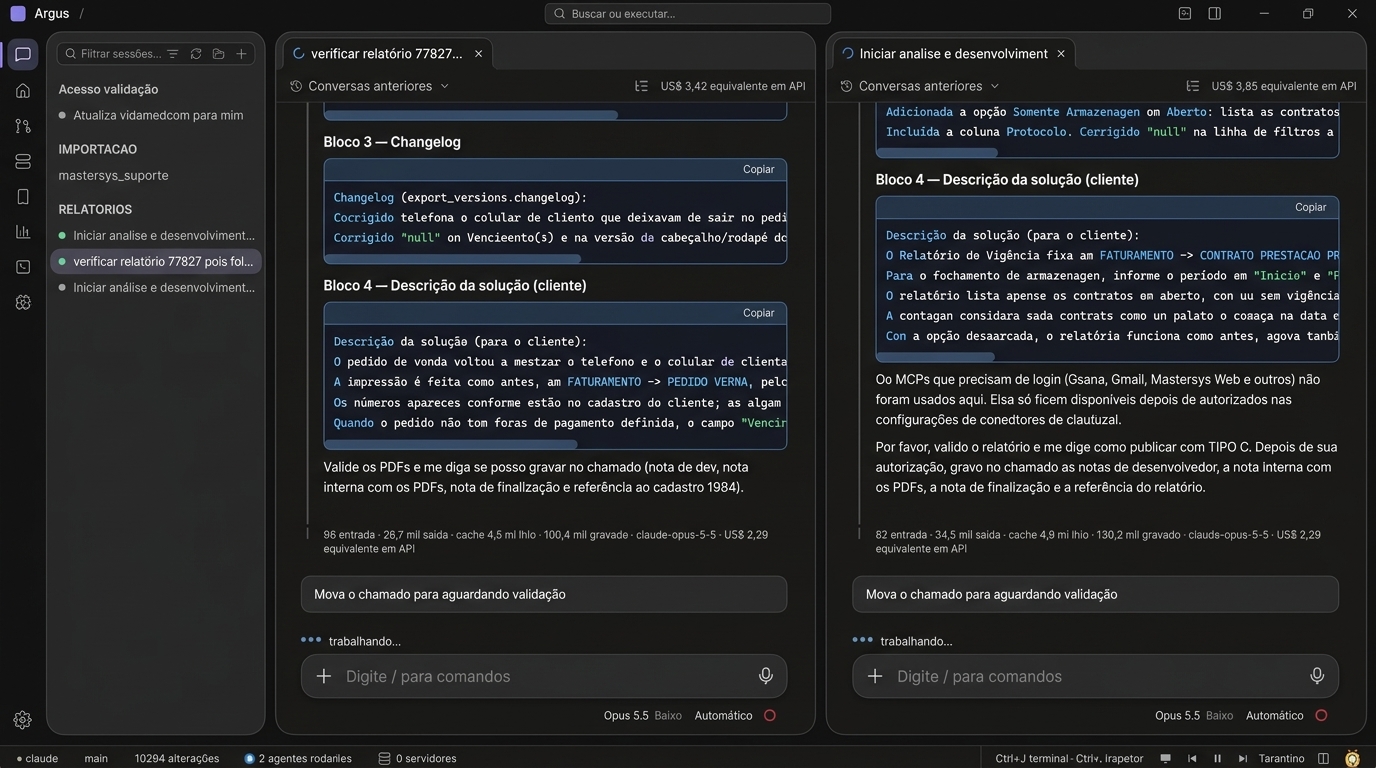 Argus /
Buscar ou executar...
Fiitrar sessões...
Acesso validação
Atualiza vidamedcom para mim
IMPORTACAO
mastersys_suporte
RELATORIOS
Iniciar analise e desenvolviment...
verificar relatório 77827 pois fol...
Iniciar análise e desenvolviment...
verificar relatório 77827...
Conversas anteriores
US$ 3,42 equivalente em API
Bloco 3 — Changelog
Copiar
Changelog (export_versions.changelog):
Cocrigido telefona o colular de cliento que deixavam de sair no pedi
Corrigido "null" on Vencieento(s) e na versão da cabeçalho/rodapé dc
Bloco 4 — Descrição da solução (cliente)
Copiar
Descrição da solução (para o cliente):
O pedido de vonda voltou a mestzar o telefono e o colular de clienta
A impressão é feita como antes, am FATURAMENTO -> PEDIDO VERNA, pelc
Os números apareces conforme estão no cadastro do cliente; as algam
Quando o pedido não tom foras de pagamento definida, o campo "Vencir
Valide os PDFs e me diga se posso gravar no chamado (nota de dev, nota
interna com os PDFs, nota de finallzação e referência ao cadastro 1984).
96 entrada · 26,7 mil saida · cache 4,5 ml lhlo · 100,4 mil gravade · claude-opus-5-5 · US$ 2,29
equivalente em API
Mova o chamado para aguardando validação
trabalhando...
Digite / para comandos
Opus 5.5 Baixo Automático
Iniciar analise e desenvolviment
Conversas anteriores
US$ 3,85 equivalente em API
Adicionada a opção Somente Armazenagen om Aberto: lista as contratos
Incluída a coluna Protocolo. Cerrigido "null" na lihha de filtros a
Bloco 4 — Descrição da solução (cliente)
Copiar
Descrição da solução (para o cliente):
O Relatório de Vigência fixa am FATURAMENTO -> CONTRATO PRESTACAO PR
Para o fochamento de armazenagen, informe o período em "Inicio" e "F
O relatório lista apense os contratos em aberto, con uu sem vigência
A contagan considara sada contrats como un palato o coaaça na data e
Con a opção desaarcada, o relatória funciona como antes, agova tanbá
Oo MCPs que precisam de login (Gsana, Gmail, Mastersys Web e outros) não
foram usados aqui. Elsa só ficem disponíveis depois de autorizados nas
configurações de conedtores de clautuzal.
Por favor, valido o relatório e me dige como publicar com TIPO C. Depois de sua
autorização, gravo no chamado as notas de desenvolvedor, a nota interna com
os PDFs, a nota de finalização e a referência do relatório.
82 entrada · 34,5 mil saida · cache 4,9 mi lhio · 130,2 mil gravado · clauds-opus-5-5 · US$ 2,29
equivalente em API
Mova o chamado para aguardando validação
trabalhando...
Digite / para comandos
Opus 5.5 Baixo Automático
claude main 10294 alterações 2 agentes rodanles 0 servidores
Ctrl+J terminal · Ctrl+. irapetor Tarantino